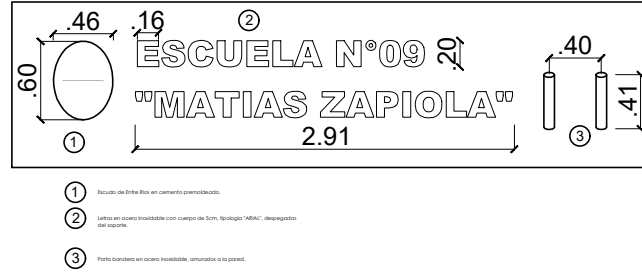 .46
.16
2
.60
ESCUELA N°09
.20
.40
"MATIAS ZAPIOLA"
.41
1
2.91
3
1 Escudo de Entre Rios en cemento premoldeado.
2 Letras en acero inoxidable con cuerpo de 5cm, tipología "ARIAL", despegadas
del soporte.
3 Porta bandera en acero inoxidable, amurados a la pared.